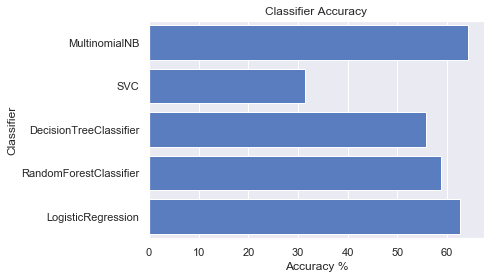 Classifier Accuracy
Classifier
MultinomialNB
SVC
DecisionTreeClassifier
RandomForestClassifier
LogisticRegression
0 10 20 30 40 50 60
Accuracy %